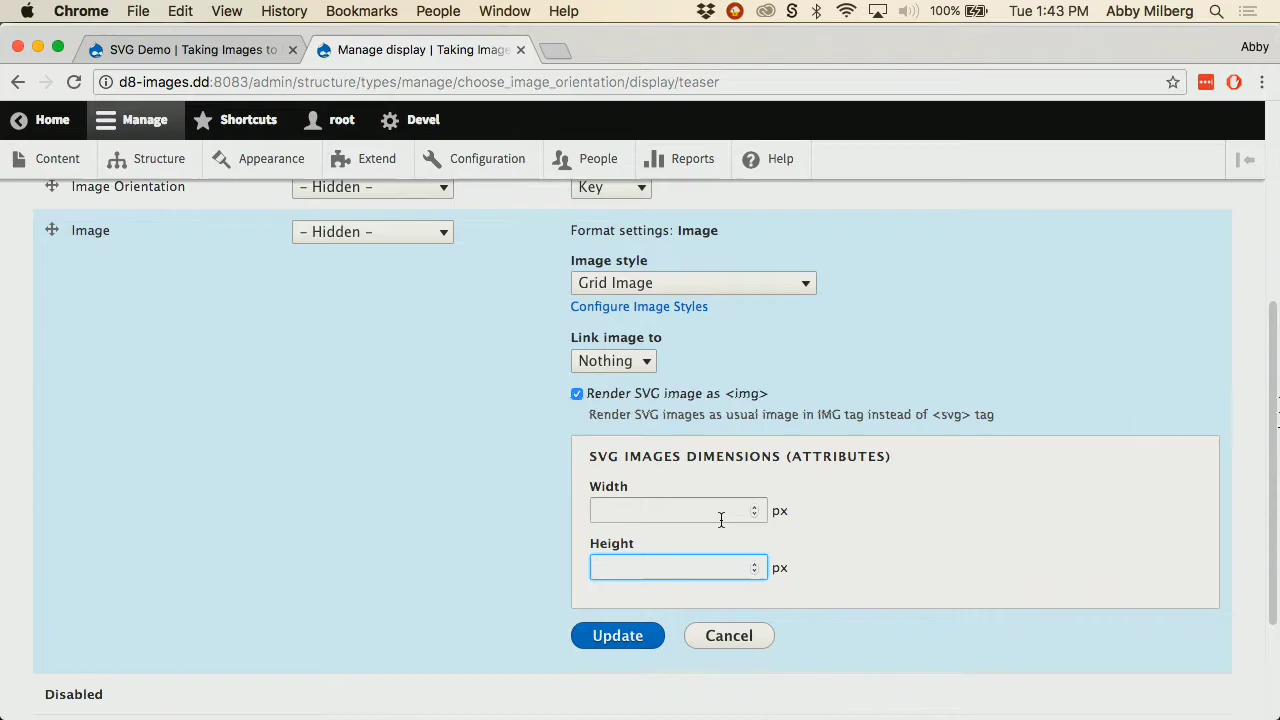 Chrome File Edit View History Bookmarks People Window Help 100% Tue 1:43 PM Abby Milberg
SVG Demo | Taking Images to Manage display | Taking Image Abby
d8-images.dd:8083/admin/structure/types/manage/choose_image_orientation/display/teaser
Home Manage Shortcuts root Devel
Content Structure Appearance Extend Configuration People Reports Help
Image Orientation - Hidden - Key
Image - Hidden - Format settings: Image
Image style
Grid Image
Configure Image Styles
Link image to
Nothing
Render SVG image as <img>
Render SVG images as usual image in IMG tag instead of <svg> tag
SVG IMAGES DIMENSIONS (ATTRIBUTES)
Width
px
Height
px
Update Cancel
Disabled